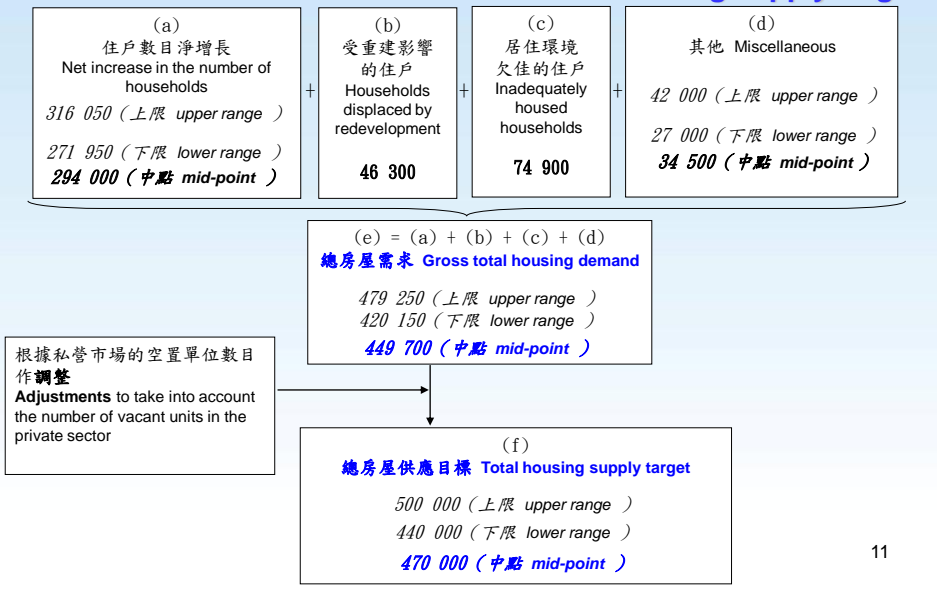 (a)
住戶數目淨增長
Net increase in the number of
households
316 050 (上限 upper range )
271 950 (下限 lower range )
294 000 (中點 mid-point )
+
(b)
受重建影響
的住戶
Households
displaced by
redevelopment
46 300
+
(c)
居住環境
欠佳的住戶
Inadequately
housed
households
74 900
+
(d)
其他 Miscellaneous
42 000 (上限 upper range )
27 000 (下限 lower range )
34 500 (中點 mid-point )
(e) = (a) + (b) + (c) + (d)
總房屋需求 Gross total housing demand
479 250 (上限 upper range )
420 150 (下限 lower range )
449 700 (中點 mid-point )
根據私營市場的空置單位數目
作調整
Adjustments to take into account
the number of vacant units in the
private sector
(f)
總房屋供應目標 Total housing supply target
500 000 (上限 upper range )
440 000 (下限 lower range )
470 000 (中點 mid-point )
11